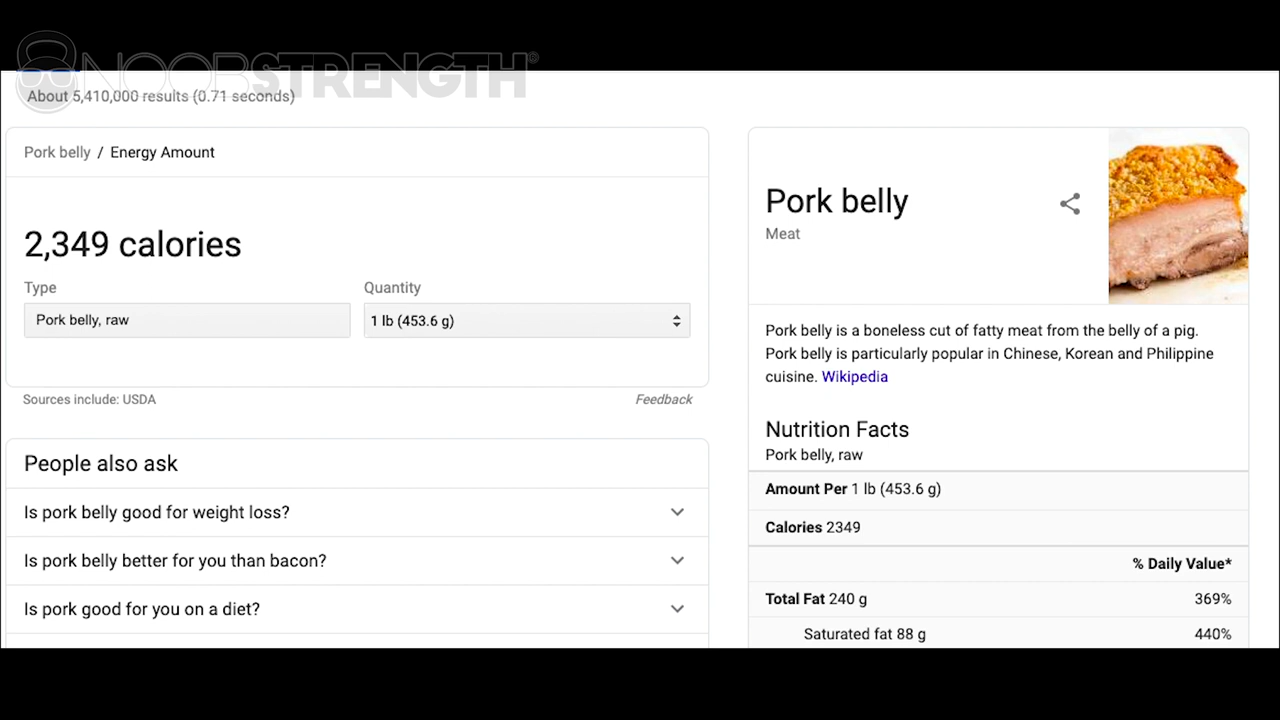 NOOBSTRENGTH©
About 5,410,000 results (0.71 seconds)
Pork belly / Energy Amount
2,349 calories
Type
Quantity
Pork belly, raw
1 lb (453.6 g)
Sources include: USDA
Feedback
People also ask
Is pork belly good for weight loss?
Is pork belly better for you than bacon?
Is pork good for you on a diet?
Pork belly
Meat
Pork belly is a boneless cut of fatty meat from the belly of a pig.
Pork belly is particularly popular in Chinese, Korean and Philippine
cuisine. Wikipedia
Nutrition Facts
Pork belly, raw
Amount Per 1 lb (453.6 g)
Calories 2349
% Daily Value*
Total Fat 240 g 369%
Saturated fat 88 g 440%